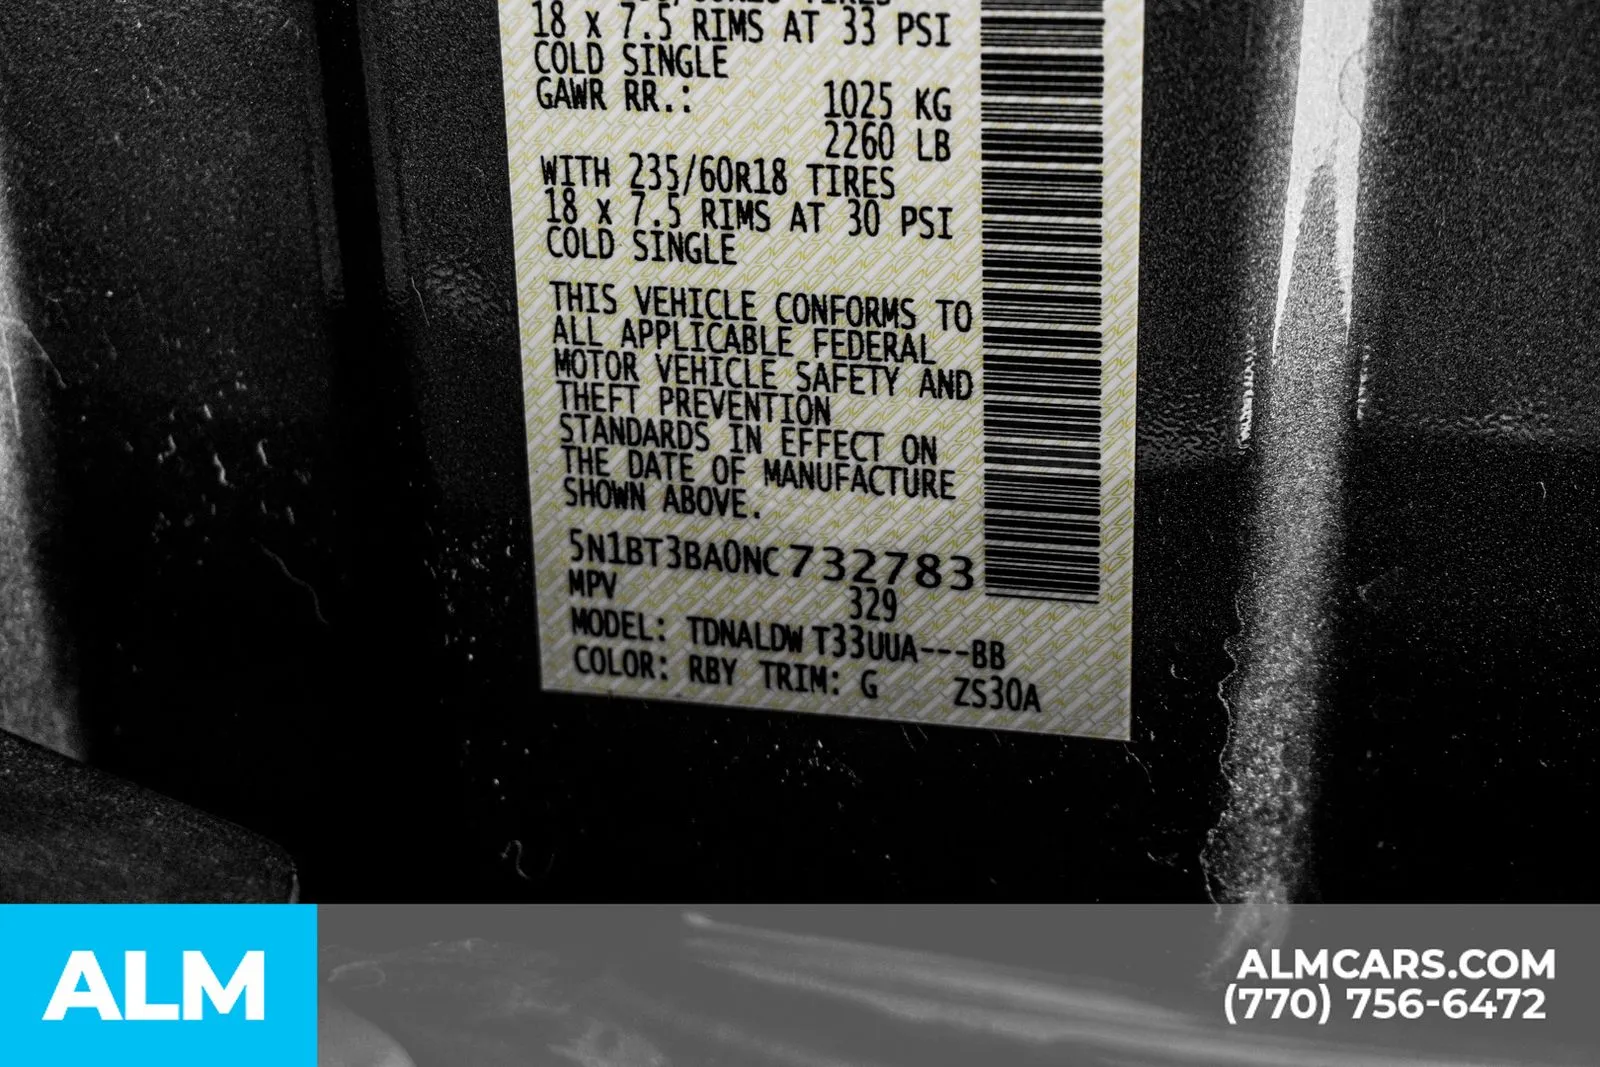 18 x 7.5 RIMS AT 33 PSI
COLD SINGLE
GAWR RR.: 1025 KG
2260 LB
WITH 235/60R18 TIRES
18 x 7.5 RIMS AT 30 PSI
COLD SINGLE
THIS VEHICLE CONFORMS TO
ALL APPLICABLE FEDERAL
MOTOR VEHICLE SAFETY AND
THEFT PREVENTION
STANDARDS IN EFFECT ON
THE DATE OF MANUFACTURE
SHOWN ABOVE.
5N1BT3BA0NC732783
MPV 329
MODEL: TDNALDW T33UUA---BB
COLOR: RBY TRIM: G ZS30A
ALM
ALMCARS.COM
(770) 756-6472